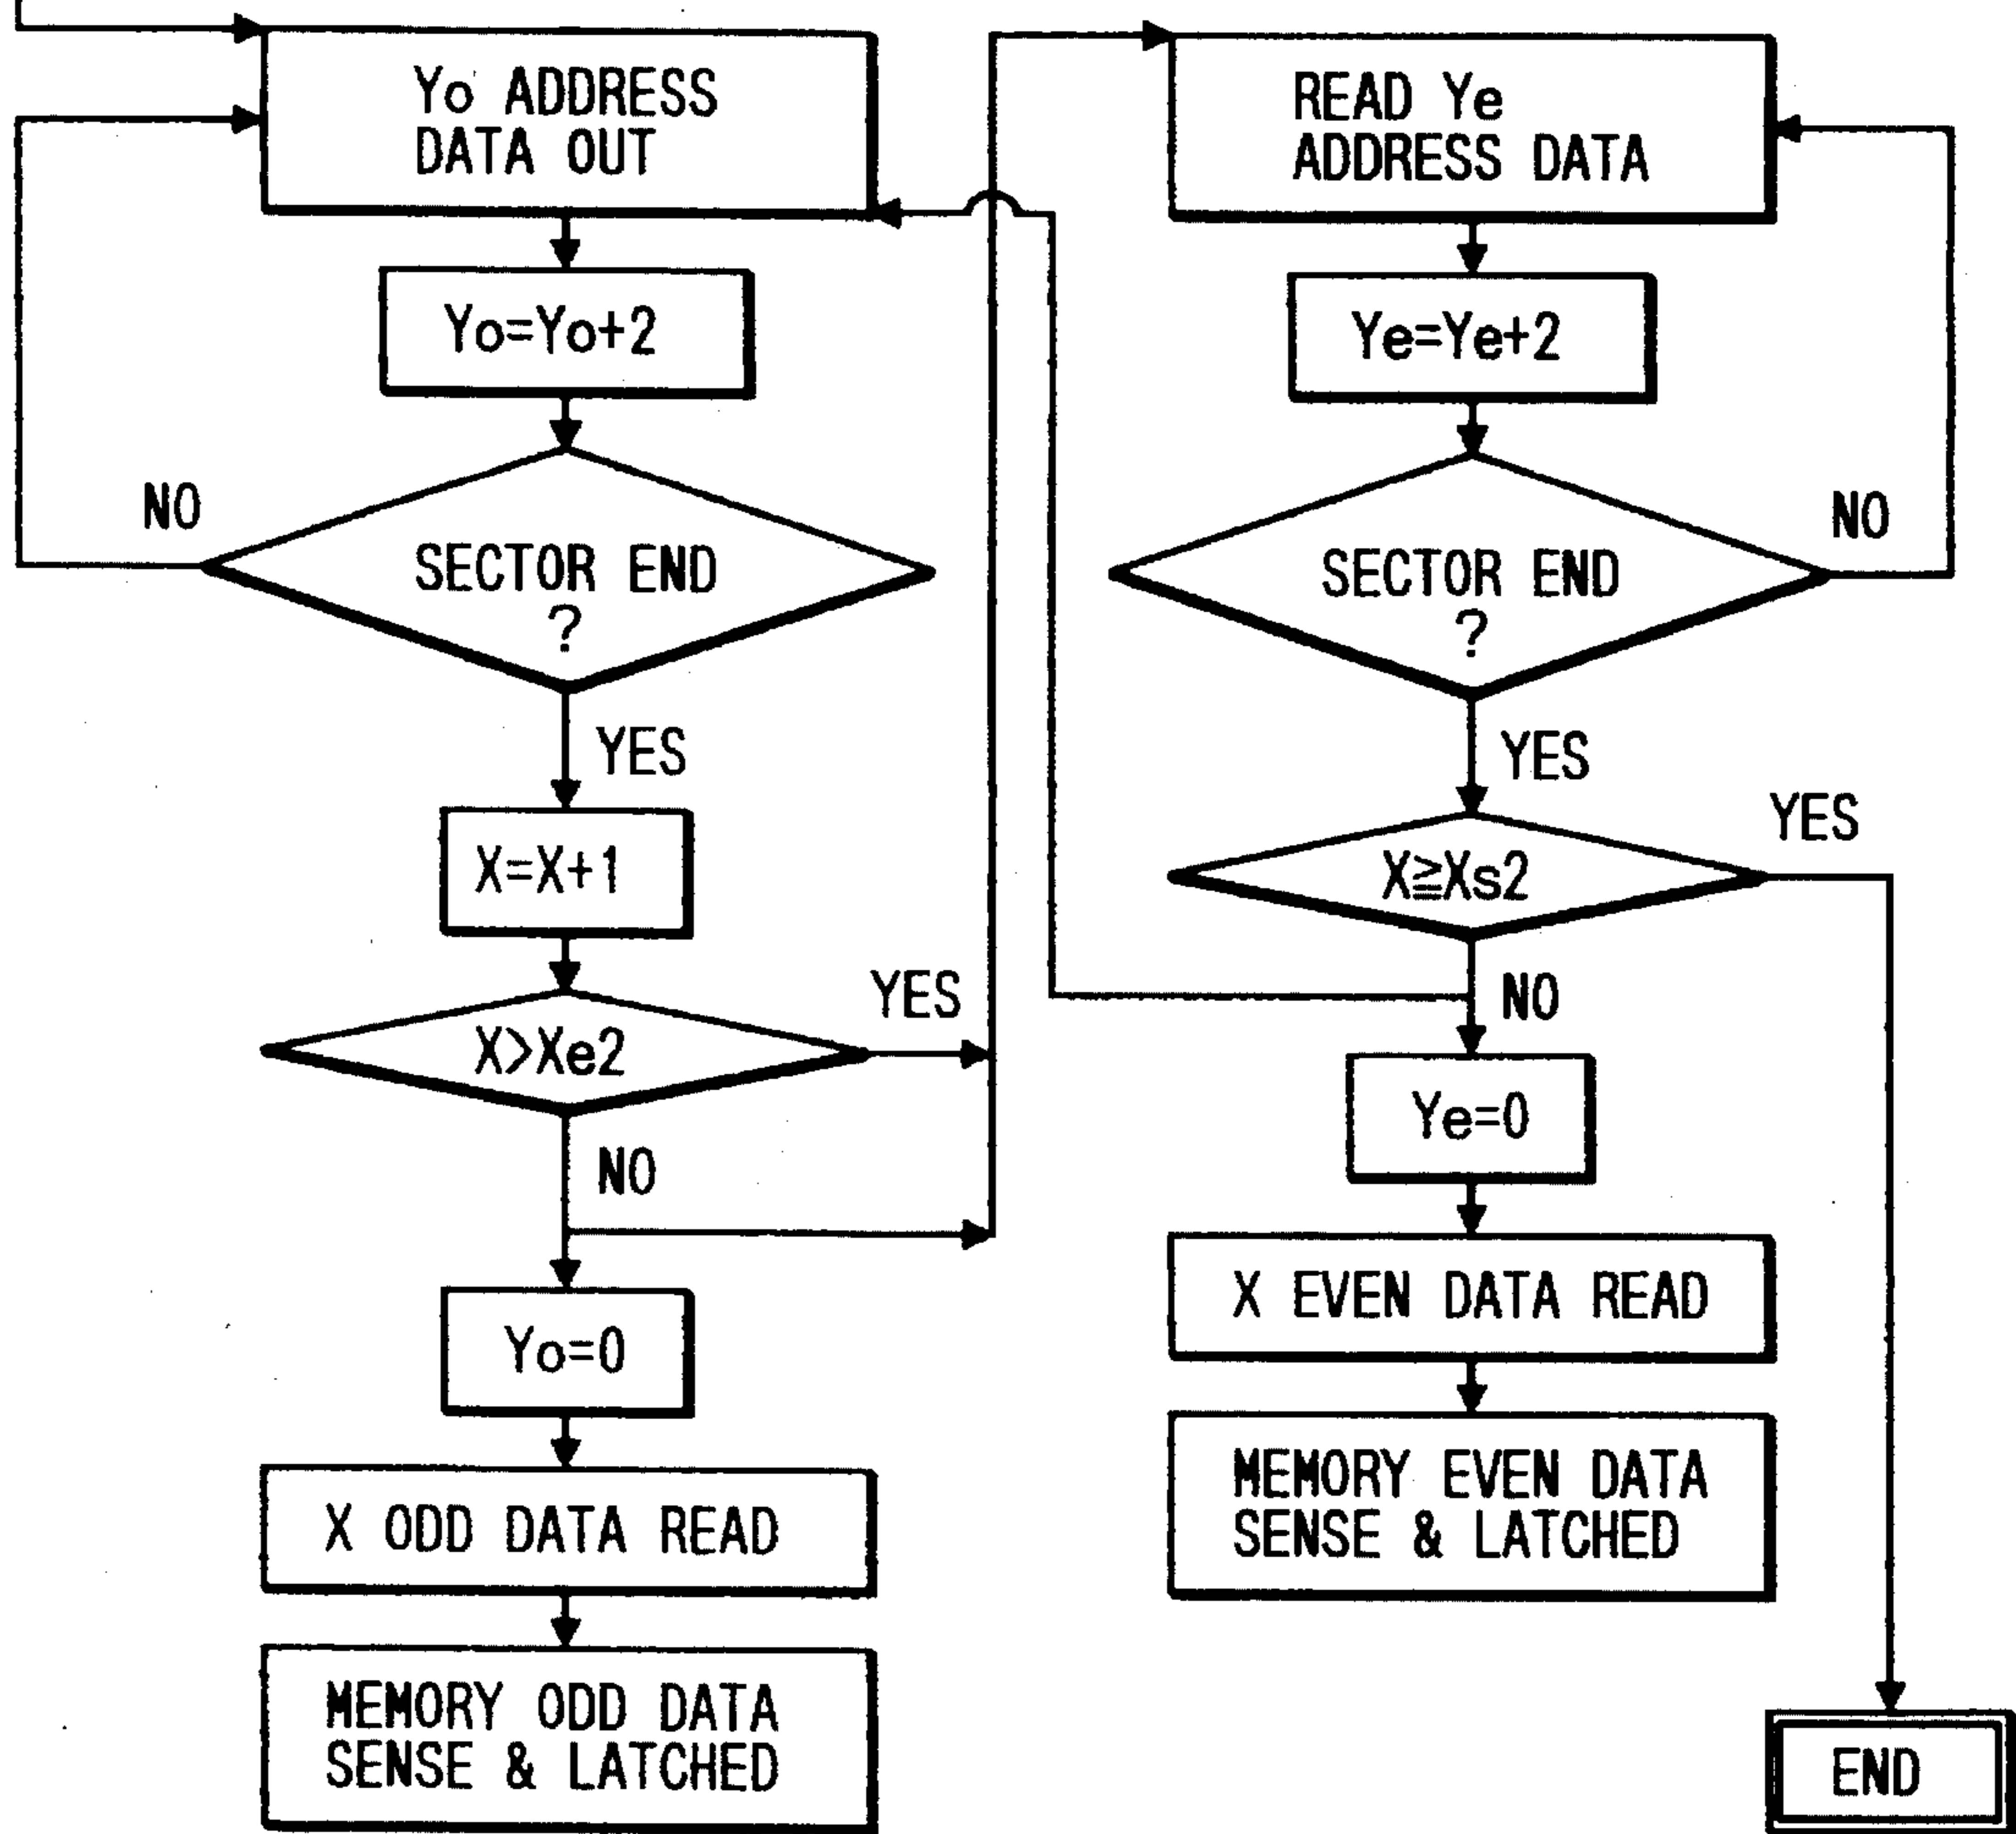 Yo ADDRESS
DATA OUT
Yo=Yo+2
NO
SECTOR END
?
YES
X=X+1
X>Xe2
YES
NO
Yo=0
X ODD DATA READ
MEMORY ODD DATA
SENSE & LATCHED
READ Ye
ADDRESS DATA
Ye=Ye+2
SECTOR END
?
NO
YES
X≧Xs2
YES
NO
Ye=0
X EVEN DATA READ
MEMORY EVEN DATA
SENSE & LATCHED
END